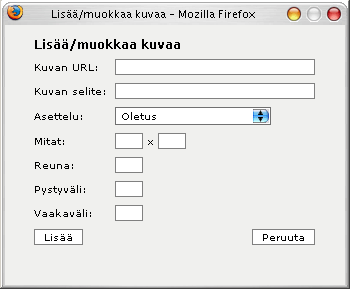 Lisää/muokkaa kuvaa - Mozilla Firefox
Lisää/muokkaa kuvaa
Kuvan URL:
Kuvan selite:
Asettelu: Oletus
Mitat: x
Reuna:
Pystyväli:
Vaakaväli:
Lisää Peruuta